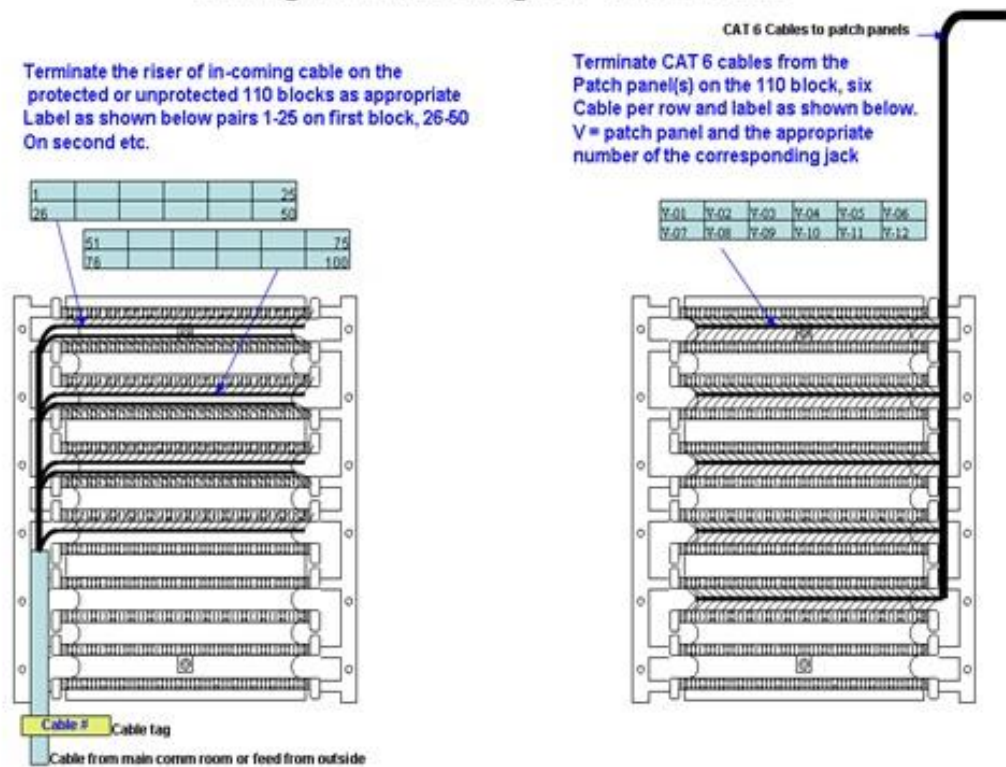 CAT 6 Cables to patch panels
Terminate the riser of in-coming cable on the
protected or unprotected 110 blocks as appropriate
Label as shown below pairs 1-25 on first block, 26-50
On second etc.
Terminate CAT 6 cables from the
Patch panel(s) on the 110 block, six
Cable per row and label as shown below.
V = patch panel and the appropriate
number of the corresponding jack
1 25
26 50
51 75
76 100
V-01 V-02 V-03 V-04 V-05 V-06
V-07 V-08 V-09 V-10 V-11 V-12
Cable # Cable tag
Cable from main comm room or feed from outside